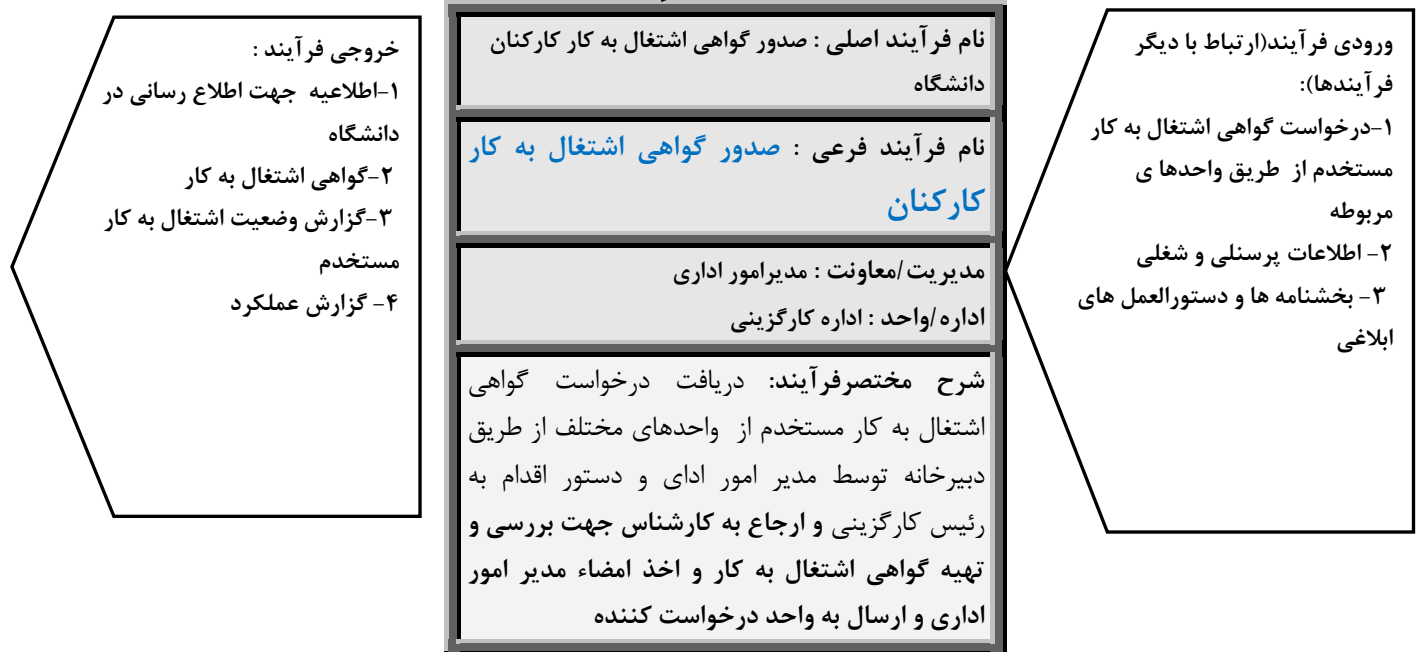 ورودی فرآیند(ارتباط با دیگر
فرآیندها):
۱-درخواست گواهی اشتغال به کار
مستخدم از طریق واحدها ی
مربوطه
۲- اطلاعات پرسنلی و شغلی
۳- بخشنامه ها و دستورالعمل های
ابلاغی
نام فرآیند اصلی : صدور گواهی اشتغال به کار کارکنان
دانشگاه
نام فرآیند فرعی : صدور گواهی اشتغال به کار
کارکنان
مدیریت/معاونت : مدیرامور اداری
اداره/واحد : اداره کارگزینی
شرح مختصرفرآیند: دریافت درخواست گواهی
اشتغال به کار مستخدم از واحدهای مختلف از طریق
دبیرخانه توسط مدیر امور ادای و دستور اقدام به
رئیس کارگزینی و ارجاع به کارشناس جهت بررسی و
تهیه گواهی اشتغال به کار و اخذ امضاء مدیر امور
اداری و ارسال به واحد درخواست کننده
خروجی فرآیند :
۱-اطلاعیه جهت اطلاع رسانی در
دانشگاه
۲-گواهی اشتغال به کار
۳-گزارش وضعیت اشتغال به کار
مستخدم
۴- گزارش عملکرد